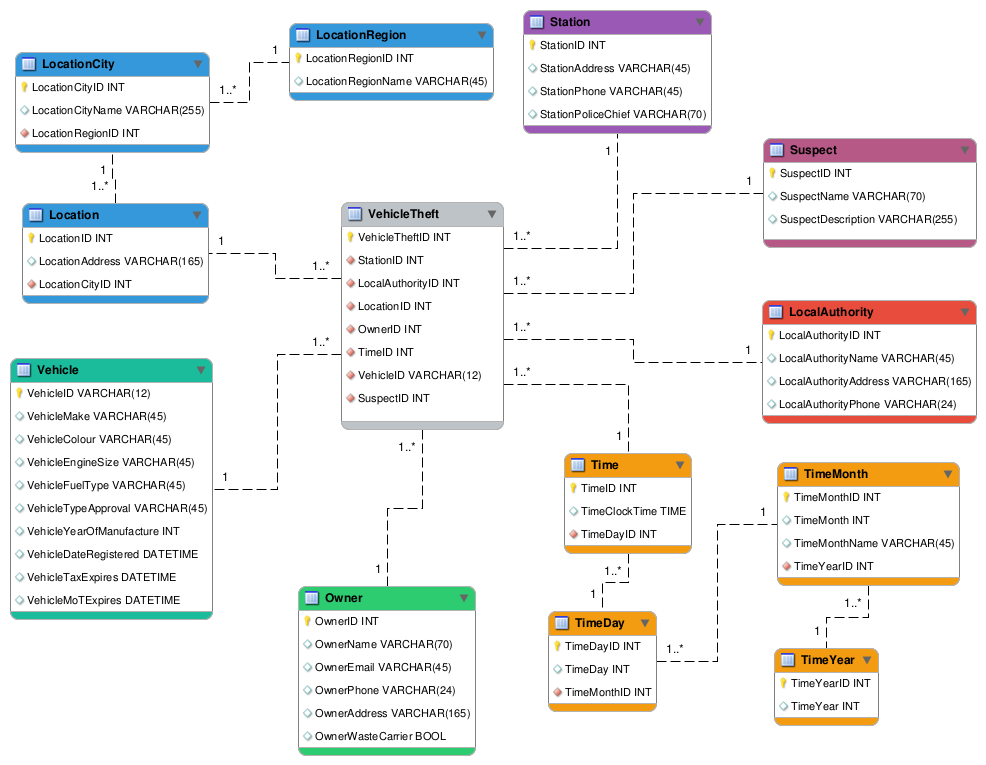 LocationCity
LocationCityID INT
LocationCityName VARCHAR(255)
LocationRegionID INT
1..*
1
LocationRegion
LocationRegionID INT
LocationRegionName VARCHAR(45)
1
1..*
Location
LocationID INT
LocationAddress VARCHAR(165)
LocationCityID INT
1
1..*
Station
StationID INT
StationAddress VARCHAR(45)
StationPhone VARCHAR(45)
StationPoliceChief VARCHAR(70)
1
1..*
Suspect
SuspectID INT
SuspectName VARCHAR(70)
SuspectDescription VARCHAR(255)
1
1..*
VehicleTheft
VehicleTheftID INT
StationID INT
LocalAuthorityID INT
LocationID INT
OwnerID INT
TimeID INT
VehicleID VARCHAR(12)
SuspectID INT
LocalAuthority
LocalAuthorityID INT
LocalAuthorityName VARCHAR(45)
LocalAuthorityAddress VARCHAR(165)
LocalAuthorityPhone VARCHAR(24)
1..*
1
Vehicle
VehicleID VARCHAR(12)
VehicleMake VARCHAR(45)
VehicleColour VARCHAR(45)
VehicleEngineSize VARCHAR(45)
VehicleFuelType VARCHAR(45)
VehicleTypeApproval VARCHAR(45)
VehicleYearOfManufacture INT
VehicleDateRegistered DATETIME
VehicleTaxExpires DATETIME
VehicleMoTExpires DATETIME
1
1..*
1..*
1
Owner
OwnerID INT
OwnerName VARCHAR(70)
OwnerEmail VARCHAR(45)
OwnerPhone VARCHAR(24)
OwnerAddress VARCHAR(165)
OwnerWasteCarrier BOOL
1..*
1
Time
TimeID INT
TimeClockTime TIME
TimeDayID INT
1..*
1
TimeDay
TimeDayID INT
TimeDay INT
TimeMonthID INT
1..*
1
TimeMonth
TimeMonthID INT
TimeMonth INT
TimeMonthName VARCHAR(45)
TimeYearID INT
1..*
1
TimeYear
TimeYearID INT
TimeYear INT